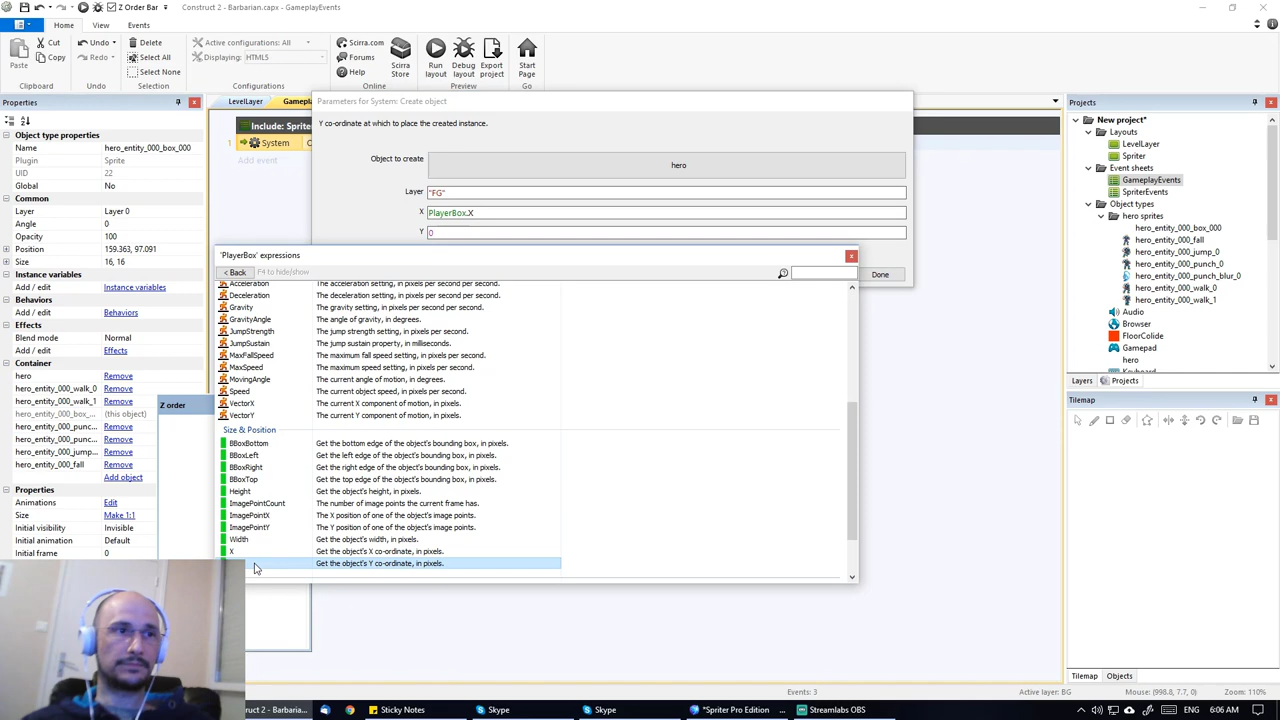 Z Order Bar
Construct 2 - Barbarian.capx - GameplayEvents
Home View Events
Paste
Cut
Copy
Undo
Redo
Delete
Select All
Select None
Active configurations: All
Displaying: HTML5
Scirra.com
Forums
Help
Scirra Store
Run layout
Debug layout
Export project
Start Page
Clipboard Undo Selection Configurations Online Preview Go
Properties
Object type properties
Name hero_entity_000_box_000
Plugin Sprite
UID 22
Global No
Common
Layer Layer 0
Angle 0
Opacity 100
Position 159.363, 97.091
Size 16, 16
Instance variables
Add / edit Instance variables
Behaviors
Add / edit Behaviors
Effects
Blend mode Normal
Add / edit Effects
Container
hero Remove
hero_entity_000_walk_0 Remove
hero_entity_000_walk_1 Remove
hero_entity_000_box_... (this object)
hero_entity_000_punc... Remove
hero_entity_000_punc... Remove
hero_entity_000_jump... Remove
hero_entity_000_fall Remove
Add object
Properties
Animations Edit
Size Make 1:1
Initial visibility Invisible
Initial animation Default
Initial frame 0
Z order
LevelLayer
Include: Sprite
1 System
Add event
Parameters for System: Create object
Y co-ordinate at which to place the created instance.
Object to create hero
Layer "FG"
X PlayerBox.X
Y 0
Done
'PlayerBox' expressions
< Back F4 to hide/show
Acceleration The acceleration setting, in pixels per second per second.
Deceleration The deceleration setting, in pixels per second per second.
Gravity The gravity setting, in pixels per second per second.
GravityAngle The angle of gravity, in degrees.
JumpStrength The jump strength setting, in pixels per second.
JumpSustain The jump sustain property, in milliseconds.
MaxFallSpeed The maximum fall speed setting, in pixels per second.
MaxSpeed The maximum speed setting, in pixels per second.
MovingAngle The current angle of motion, in degrees.
Speed The current object speed, in pixels per second.
VectorX The current X component of motion, in pixels per second.
VectorY The current Y component of motion, in pixels per second.
Size & Position
BBoxBottom Get the bottom edge of the object's bounding box, in pixels.
BBoxLeft Get the left edge of the object's bounding box, in pixels.
BBoxRight Get the right edge of the object's bounding box, in pixels.
BBoxTop Get the top edge of the object's bounding box, in pixels.
Height Get the object's height, in pixels.
ImagePointCount The number of image points the current frame has.
ImagePointX The X position of one of the object's image points.
ImagePointY The Y position of one of the object's image points.
Width Get the object's width, in pixels.
X Get the object's X co-ordinate, in pixels.
Get the object's Y co-ordinate, in pixels.
Projects
New project*
Layouts
LevelLayer
Spriter
Event sheets
GameplayEvents
SpriterEvents
Object types
hero sprites
hero_entity_000_box_000
hero_entity_000_fall
hero_entity_000_jump_0
hero_entity_000_punch_0
hero_entity_000_punch_blur_0
hero_entity_000_walk_0
hero_entity_000_walk_1
Audio
Browser
FloorColide
Gamepad
hero
Layers Projects
Tilemap
Tilemap Objects
Events: 3 Active layer: BG Mouse: (998.8, 7.7, 0) Zoom: 110%
Construct 2 - Barbarian... Sticky Notes Skype Skype *Spriter Pro Edition ... Streamlabs OBS 6:06 AM